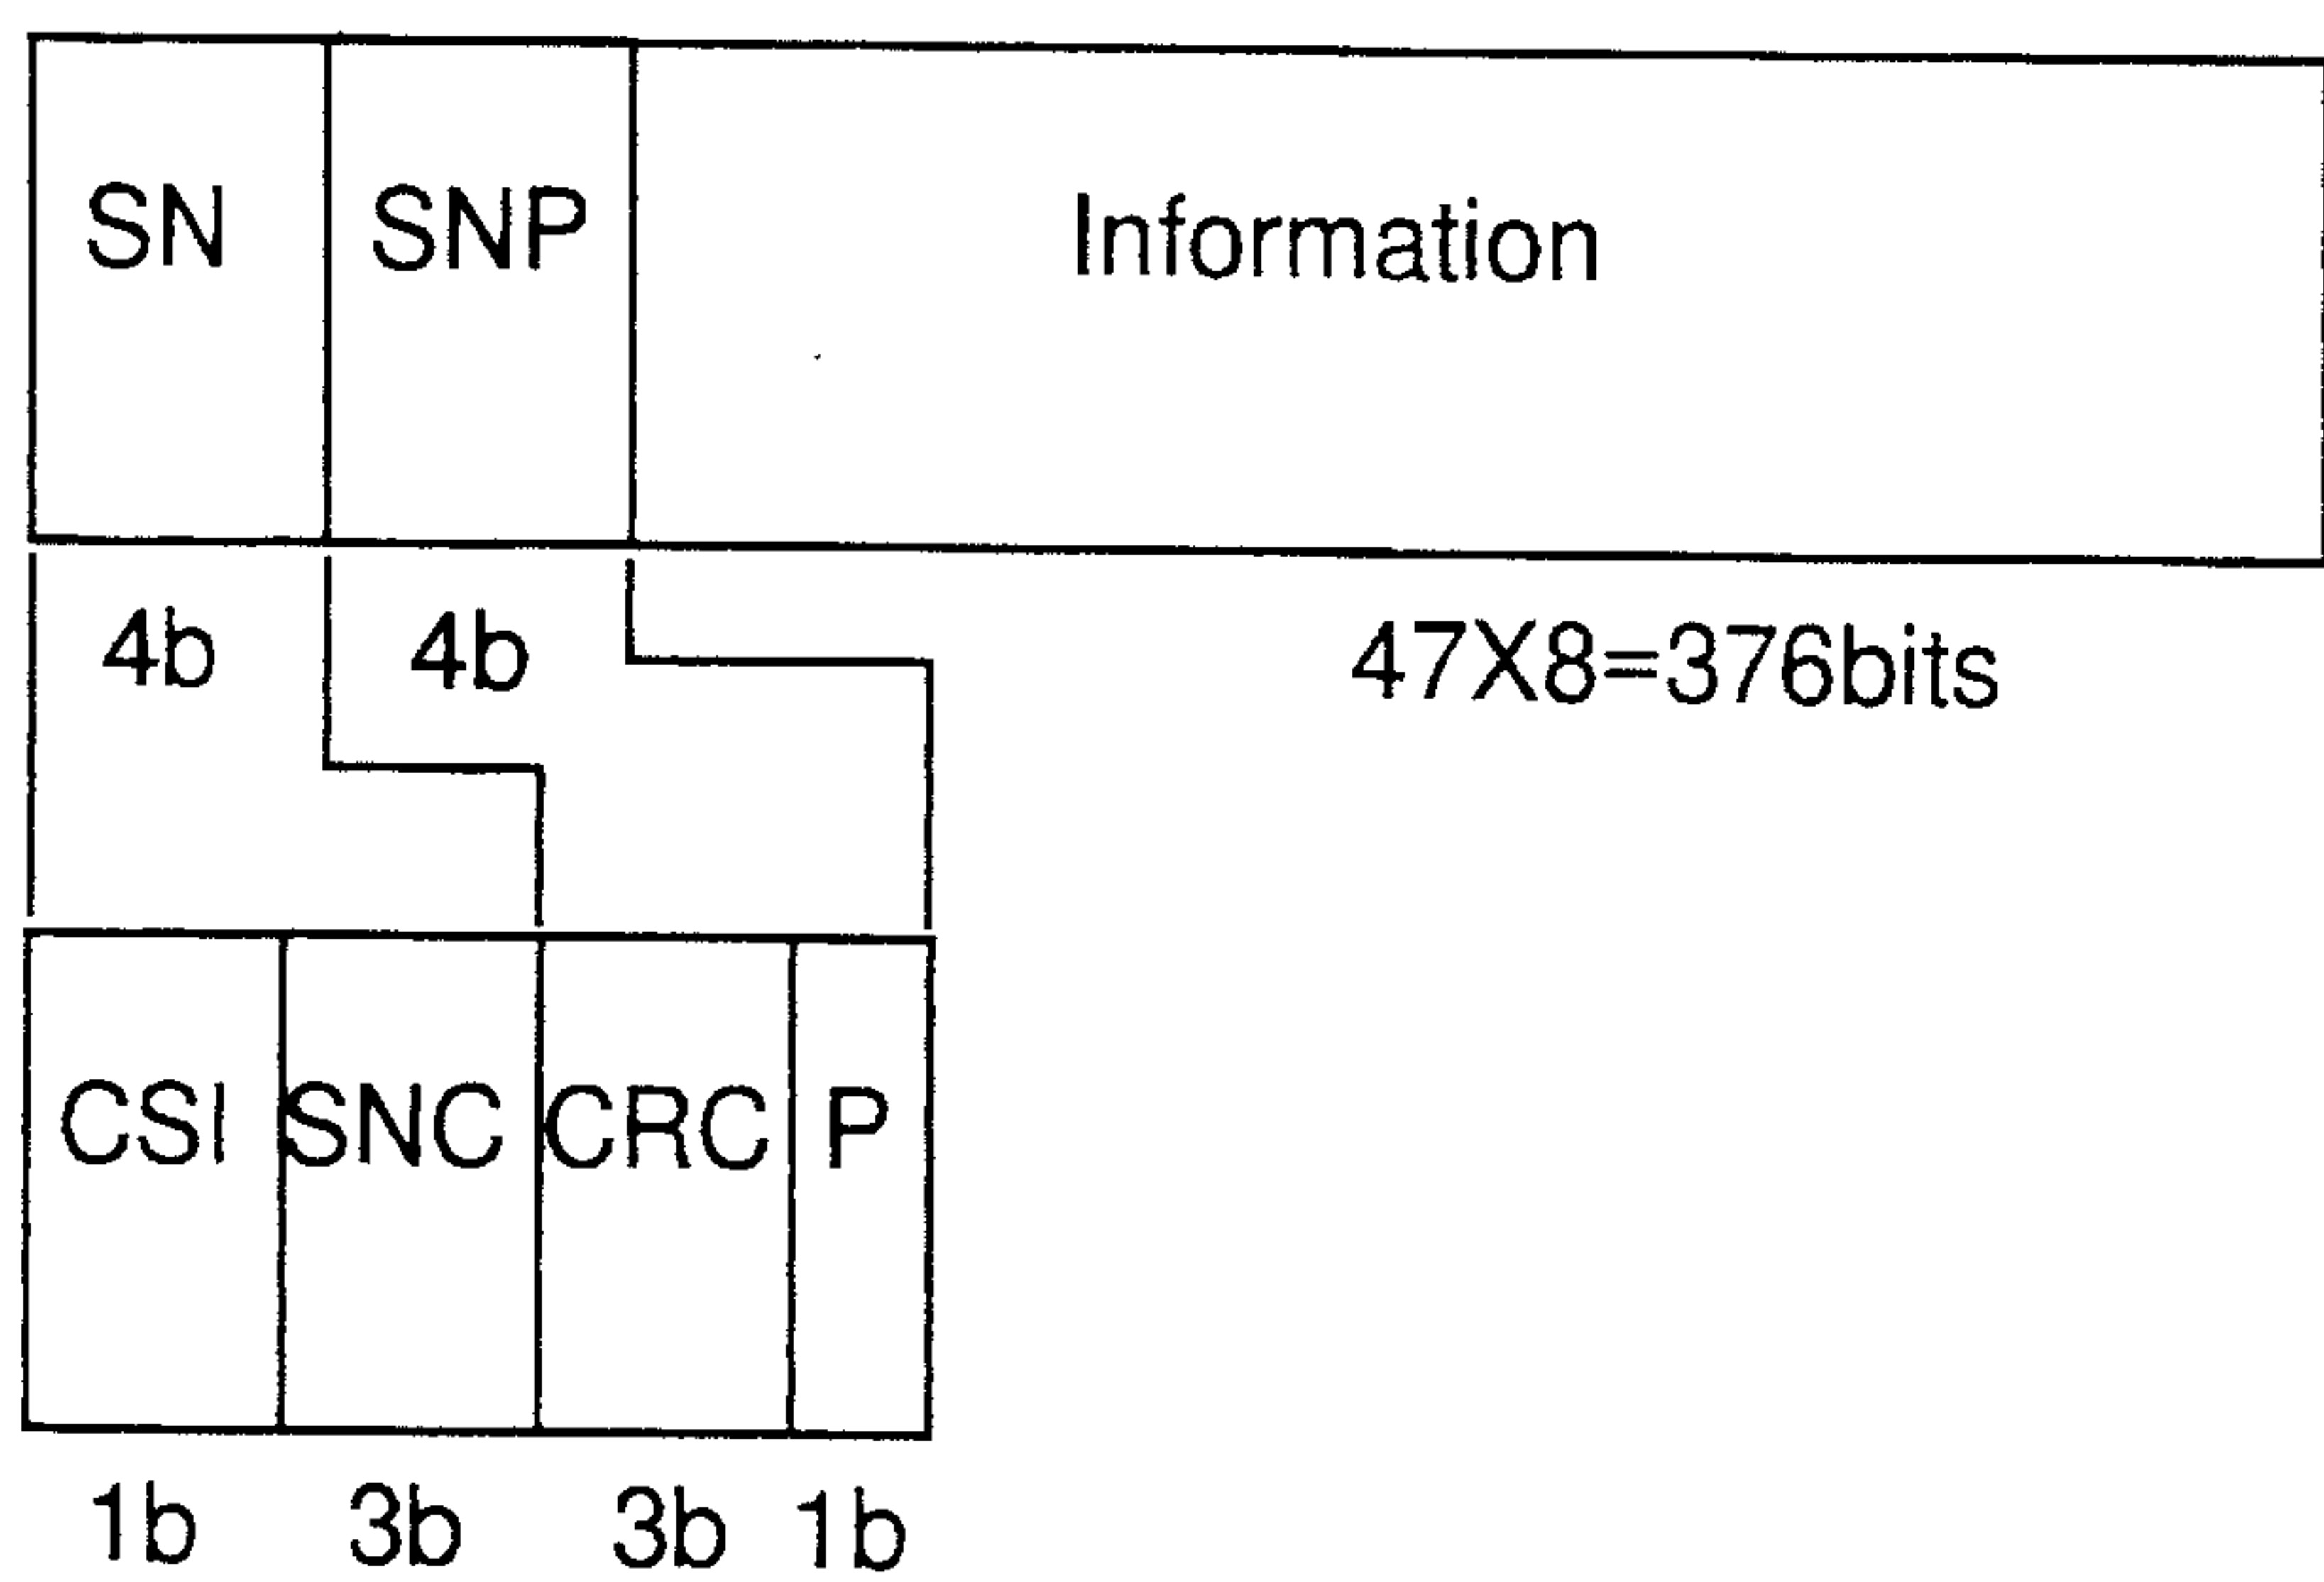 SN SNP Information
4b 4b 47X8=376bits
CSI SNC CRC P
1b 3b 3b 1b